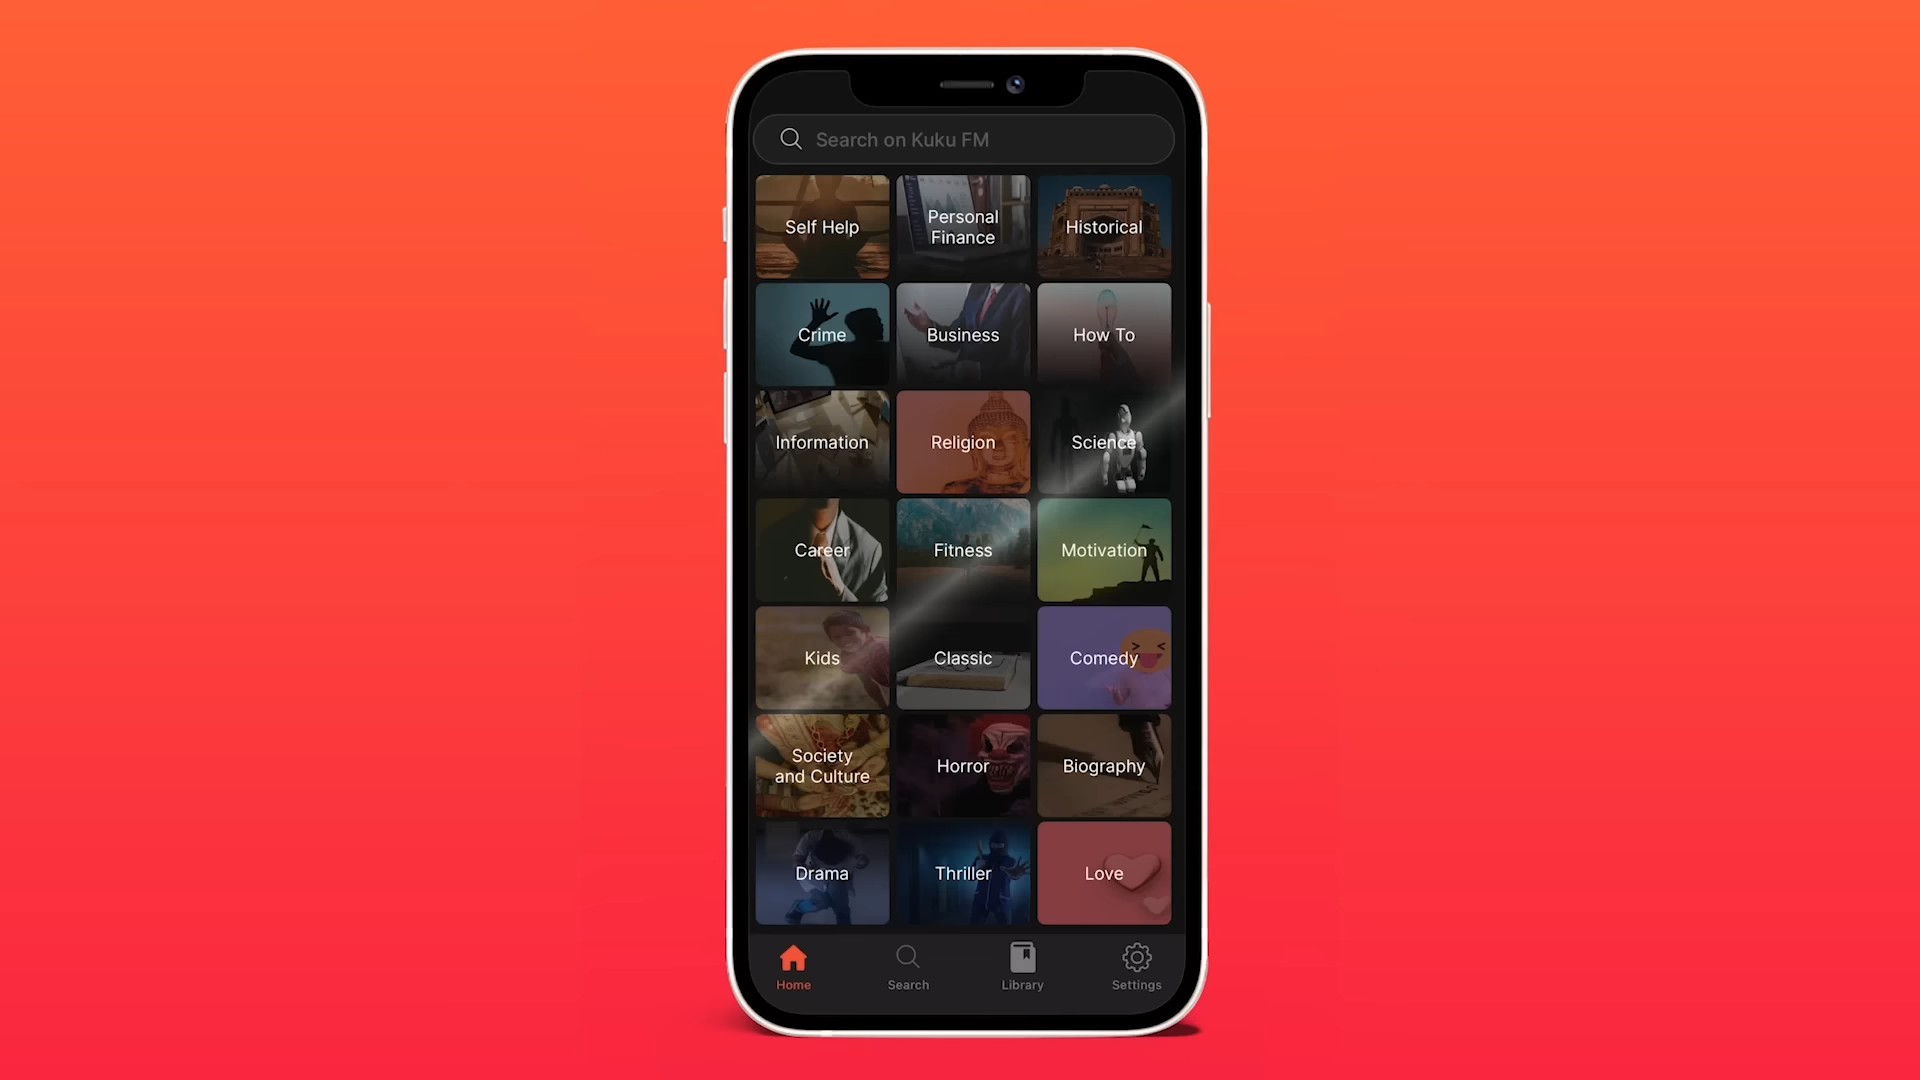 Search on Kuku FM
Self Help
Personal
Finance
Historical
Crime
Business
How To
Information
Religion
Science
Career
Fitness
Motivation
Kids
Classic
Comedy
Society
and Culture
Horror
Biography
Drama
Thriller
Love
Home
Search
Library
Settings